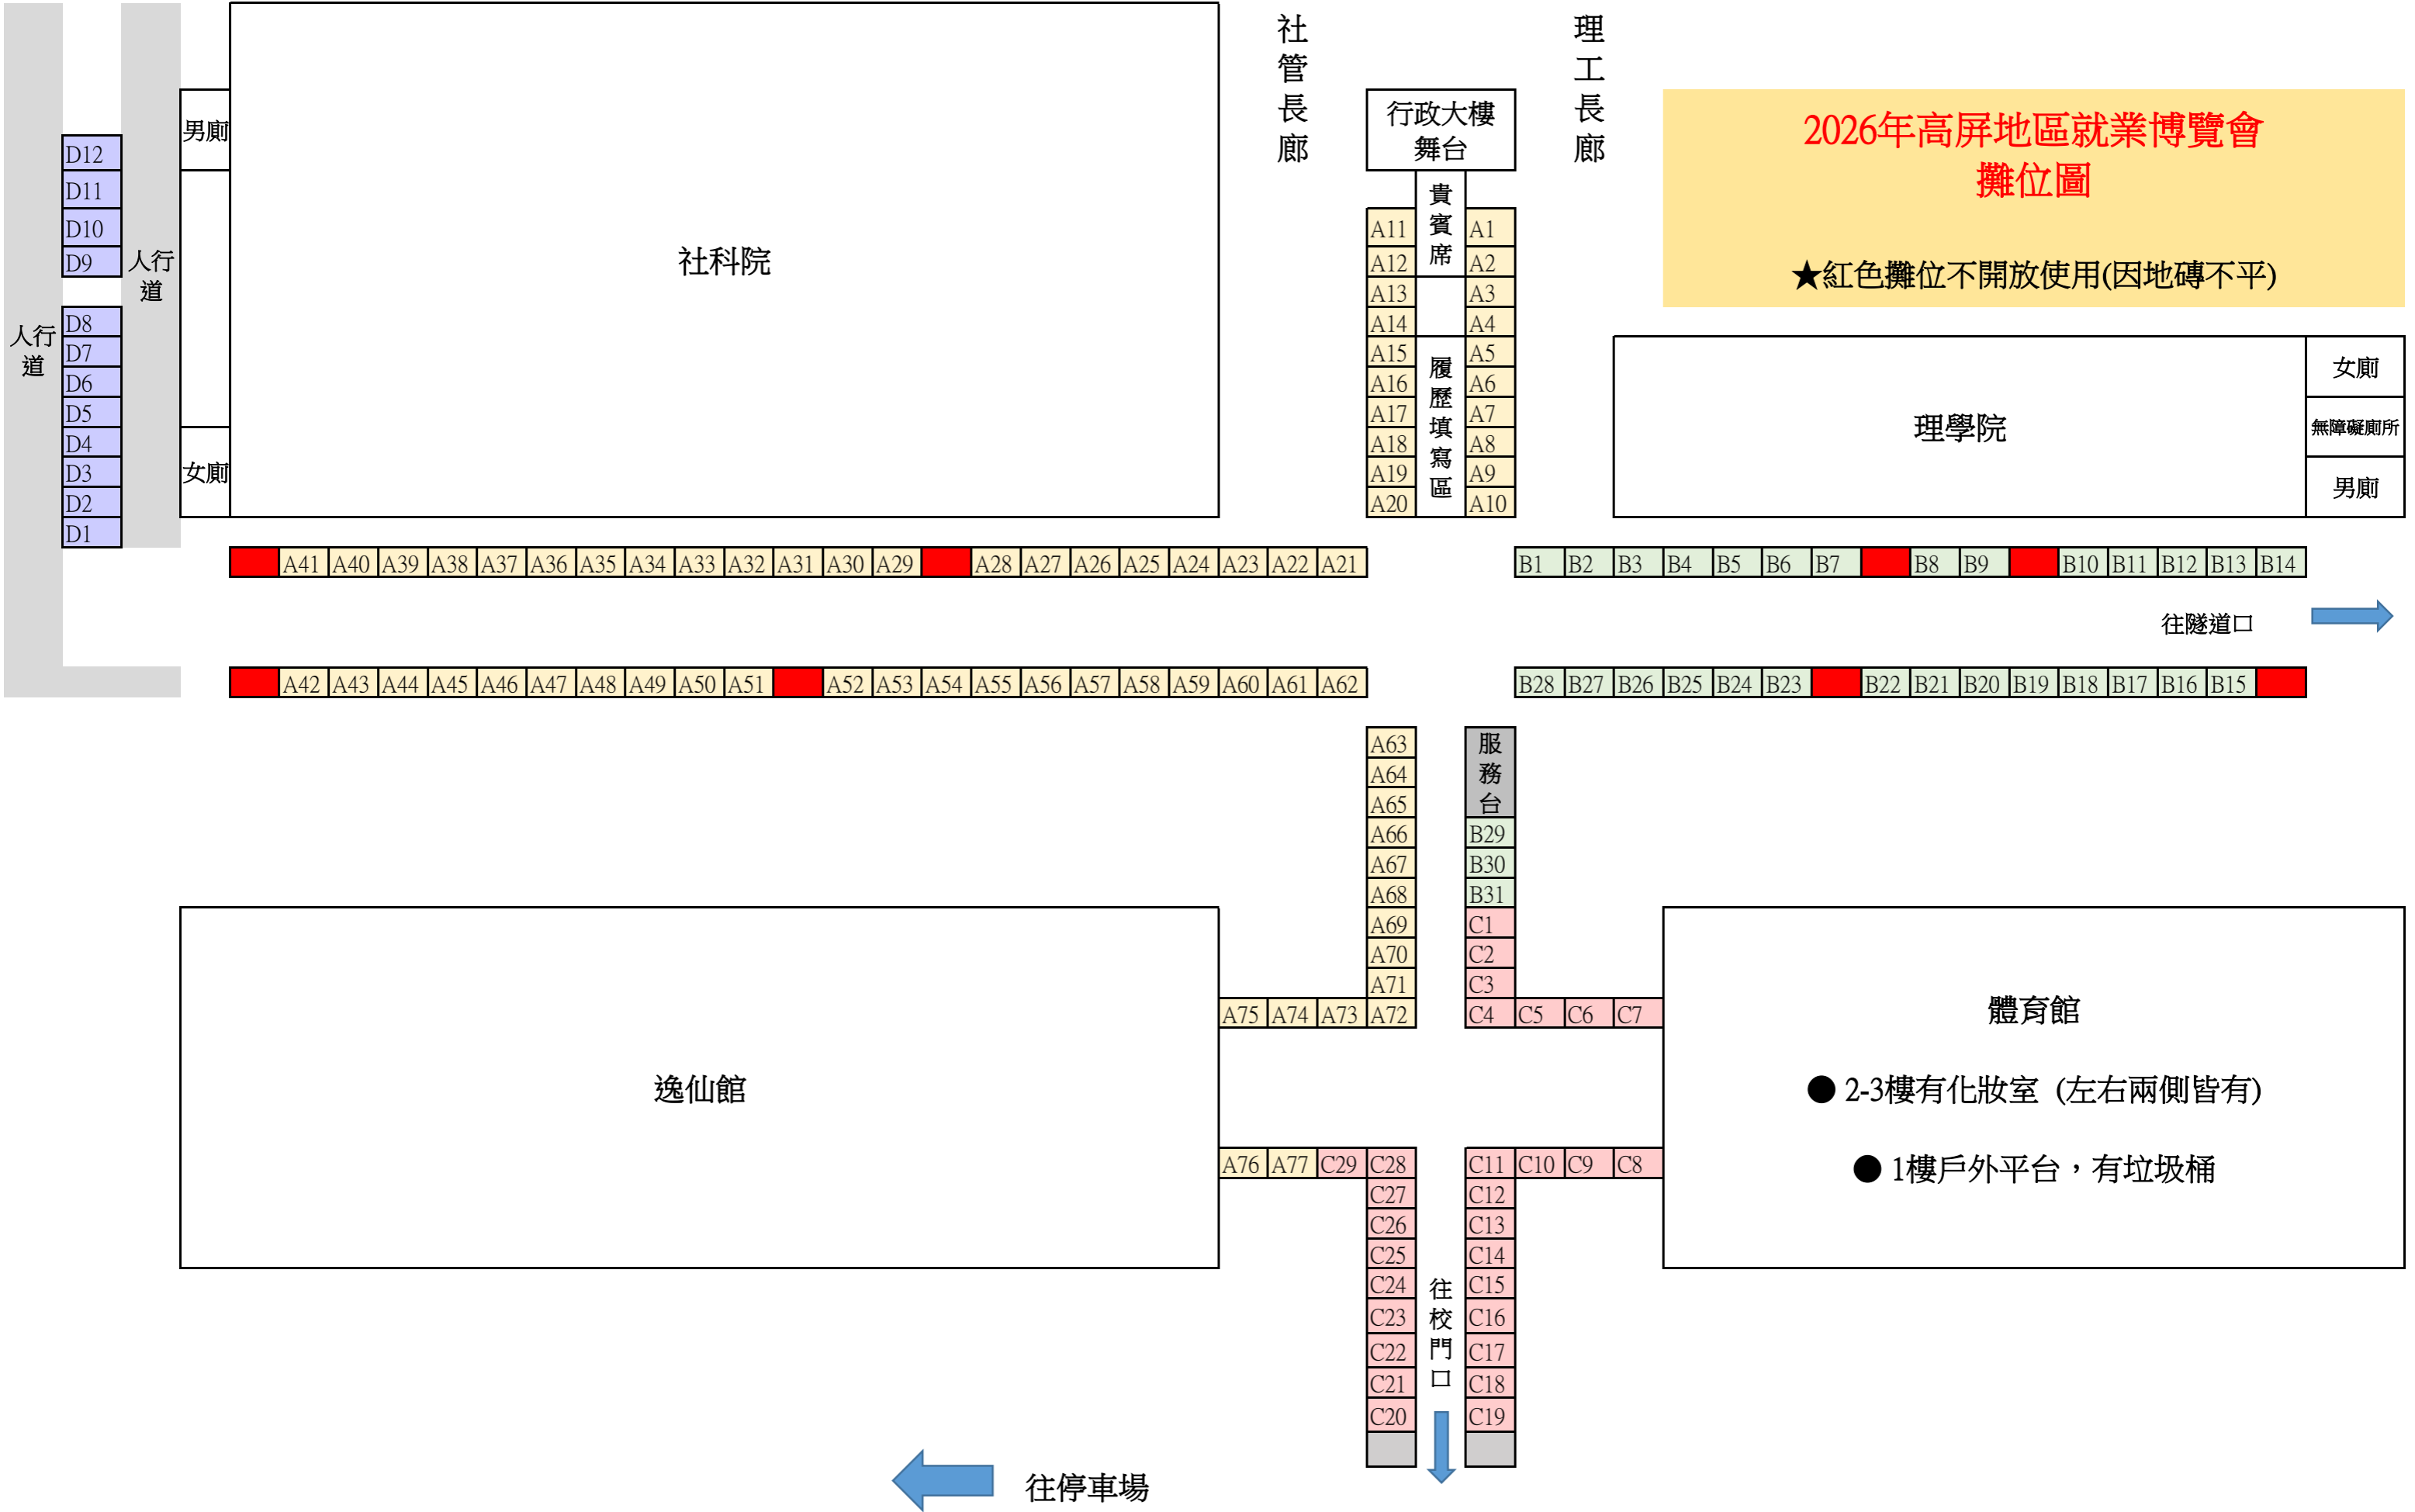 社管長廊
理工長廊
2026年高屏地區就業博覽會
攤位圖
★紅色攤位不開放使用(因地磚不平)
行政大樓
舞台
貴賓席
履歷填寫區
男廁
女廁
人行道
人行道
社科院
理學院
女廁
無障礙廁所
男廁
D12
D11
D10
D9
D8
D7
D6
D5
D4
D3
D2
D1
A11 A1
A12 A2
A13 A3
A14 A4
A15 A5
A16 A6
A17 A7
A18 A8
A19 A9
A20 A10
A41 A40 A39 A38 A37 A36 A35 A34 A33 A32 A31 A30 A29 A28 A27 A26 A25 A24 A23 A22 A21
B1 B2 B3 B4 B5 B6 B7 B8 B9 B10 B11 B12 B13 B14
往隧道口
A42 A43 A44 A45 A46 A47 A48 A49 A50 A51 A52 A53 A54 A55 A56 A57 A58 A59 A60 A61 A62
B28 B27 B26 B25 B24 B23 B22 B21 B20 B19 B18 B17 B16 B15
服務台
A63
A64
A65
A66 B29
A67 B30
A68 B31
A69 C1
A70 C2
A71 C3
A75 A74 A73 A72 C4 C5 C6 C7
逸仙館
體育館
● 2-3樓有化妝室 (左右兩側皆有)
● 1樓戶外平台，有垃圾桶
A76 A77 C29 C28 C11 C10 C9 C8
C27 C12
C26 C13
C25 C14
C24 C15
C23 C16
C22 C17
C21 C18
C20 C19
往校門口
往停車場